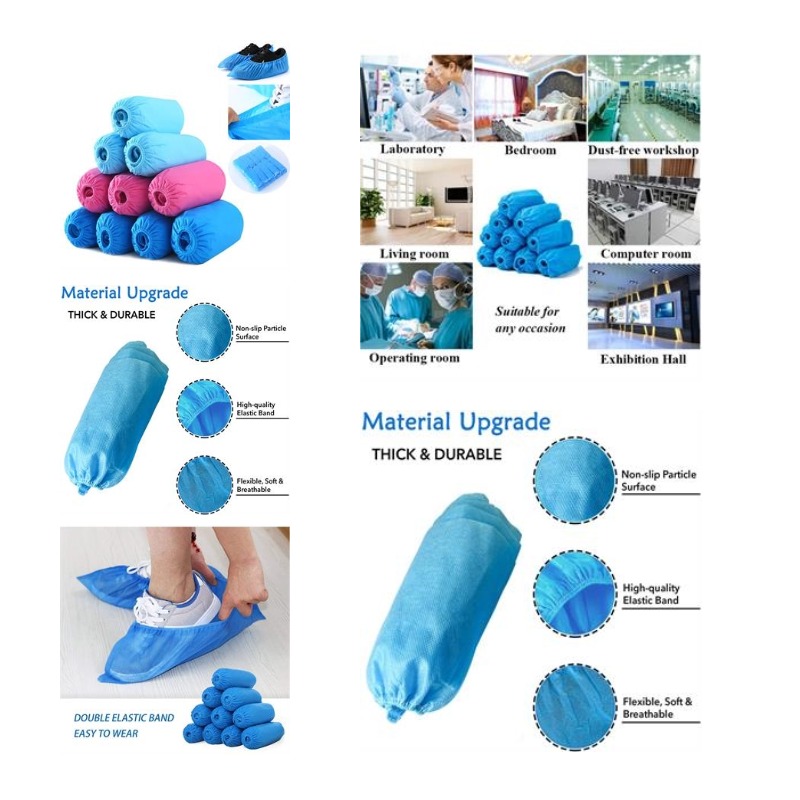 Material Upgrade
THICK & DURABLE
Non-slip Particle
Surface
High-quality
Elastic Band
Flexible, Soft &
Breathable
DOUBLE ELASTIC BAND
EASY TO WEAR
Laboratory
Bedroom
Dust-free workshop
Living room
Computer room
Suitable for
any occasion
Operating room
Exhibition Hall
Material Upgrade
THICK & DURABLE
Non-slip Particle
Surface
High-quality
Elastic Band
Flexible, Soft &
Breathable